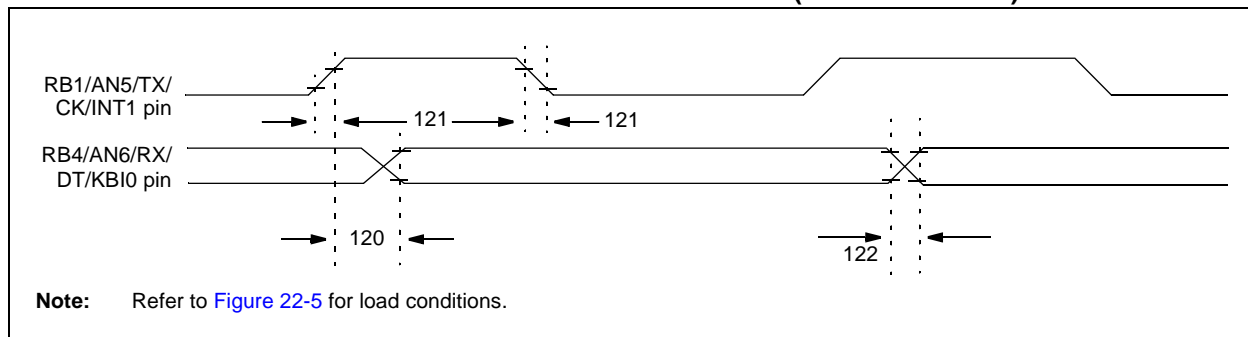 RB1/AN5/TX/
CK/INT1 pin
121
121
RB4/AN6/RX/
DT/KBI0 pin
120
122
Note: Refer to Figure 22-5 for load conditions.